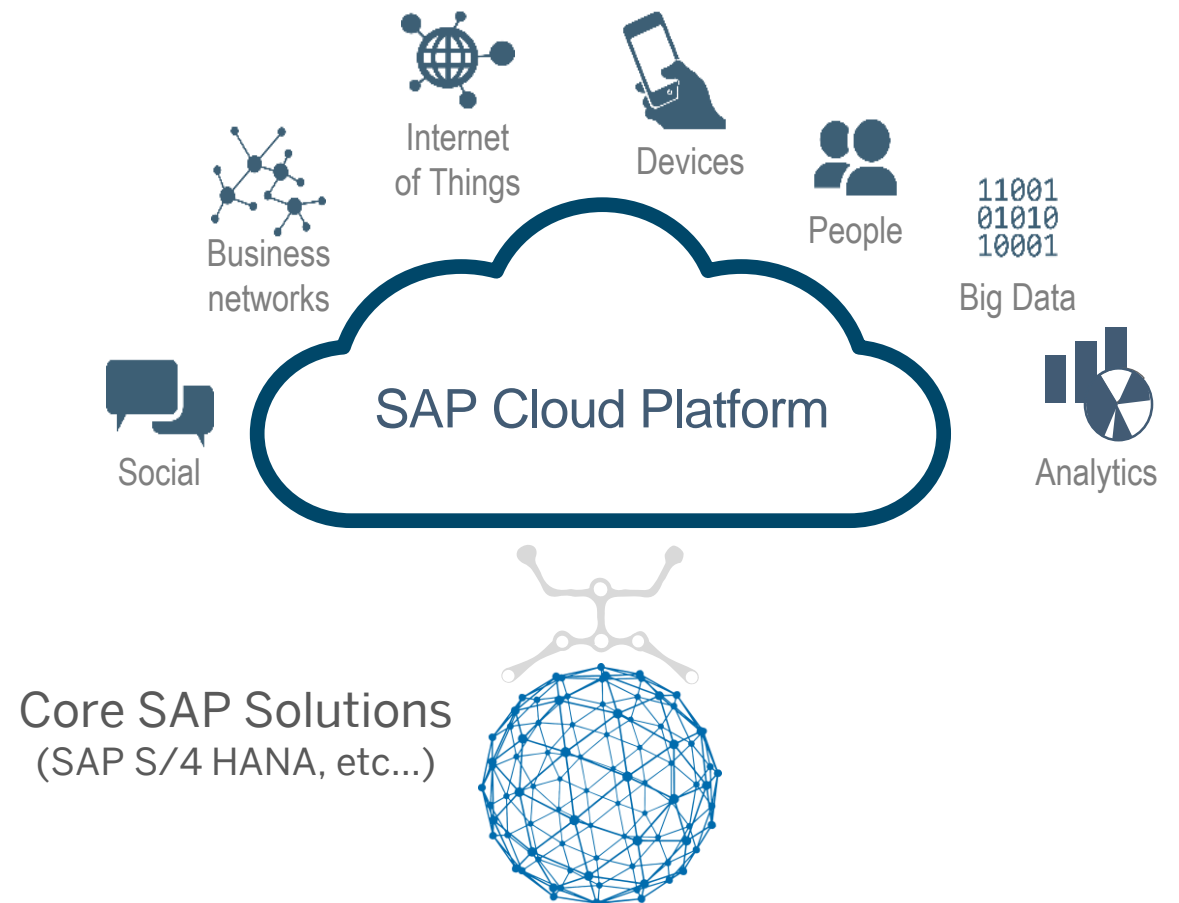 Internet
of Things
Devices
People
11001
01010
10001
Big Data
Business
networks
Social
SAP Cloud Platform
Analytics
Core SAP Solutions
(SAP S/4 HANA, etc...)